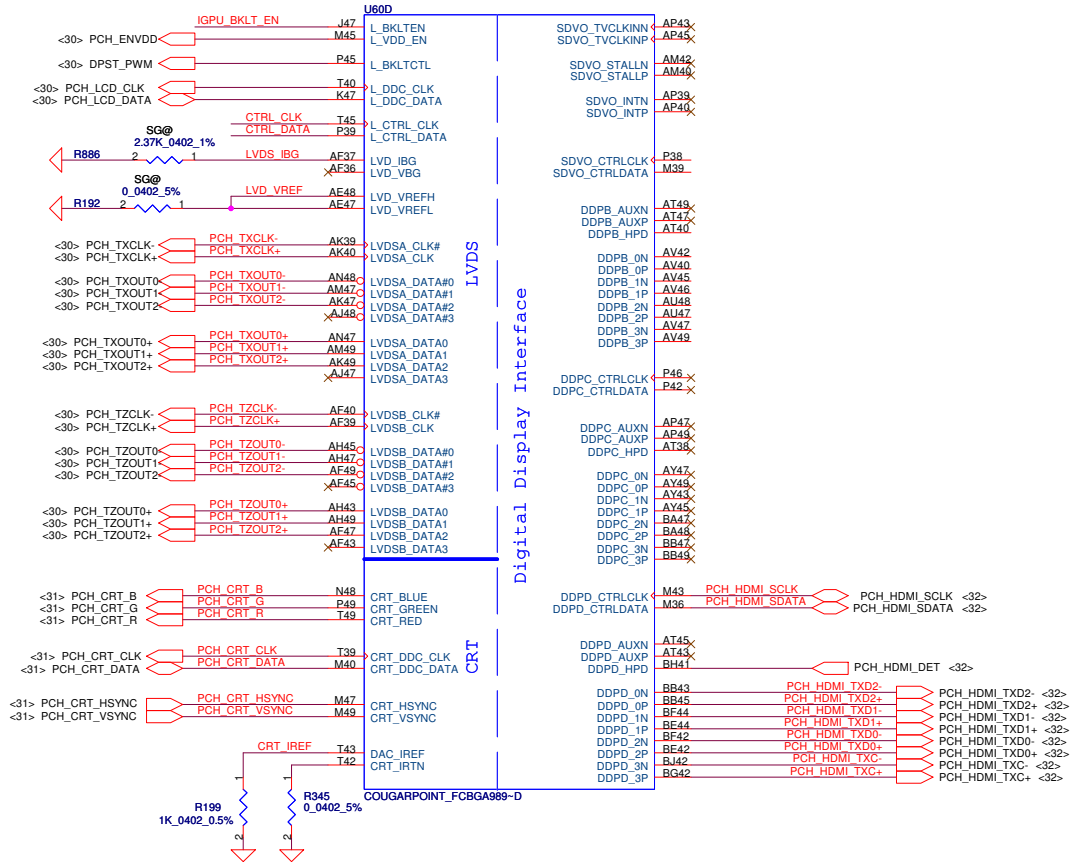 U60D
IGPU_BKLT_EN J47 L_BKLTEN
<30> PCH_ENVDD M45 L_VDD_EN
<30> DPST_PWM P45 L_BKLTCTL
<30> PCH_LCD_CLK T40 L_DDC_CLK
<30> PCH_LCD_DATA K47 L_DDC_DATA
CTRL_CLK T45 L_CTRL_CLK
CTRL_DATA P39 L_CTRL_DATA
SG@
2.37K_0402_1%
R886 2 1 LVDS_IBG AF37 LVD_IBG
AF36 LVD_VBG
SG@
0_0402_5%
LVD_VREF AE48 LVD_VREFH
R192 2 1 AE47 LVD_VREFL
<30> PCH_TXCLK- PCH_TXCLK- AK39 LVDSA_CLK#
<30> PCH_TXCLK+ PCH_TXCLK+ AK40 LVDSA_CLK
<30> PCH_TXOUT0- PCH_TXOUT0- AN48 LVDSA_DATA#0
<30> PCH_TXOUT1- PCH_TXOUT1- AM47 LVDSA_DATA#1
<30> PCH_TXOUT2- PCH_TXOUT2- AK47 LVDSA_DATA#2
AJ48 LVDSA_DATA#3
<30> PCH_TXOUT0+ PCH_TXOUT0+ AN47 LVDSA_DATA0
<30> PCH_TXOUT1+ PCH_TXOUT1+ AM49 LVDSA_DATA1
<30> PCH_TXOUT2+ PCH_TXOUT2+ AK49 LVDSA_DATA2
AJ47 LVDSA_DATA3
<30> PCH_TZCLK- PCH_TZCLK- AF40 LVDSB_CLK#
<30> PCH_TZCLK+ PCH_TZCLK+ AF39 LVDSB_CLK
<30> PCH_TZOUT0- PCH_TZOUT0- AH45 LVDSB_DATA#0
<30> PCH_TZOUT1- PCH_TZOUT1- AH47 LVDSB_DATA#1
<30> PCH_TZOUT2- PCH_TZOUT2- AF49 LVDSB_DATA#2
AF45 LVDSB_DATA#3
<30> PCH_TZOUT0+ PCH_TZOUT0+ AH43 LVDSB_DATA0
<30> PCH_TZOUT1+ PCH_TZOUT1+ AH49 LVDSB_DATA1
<30> PCH_TZOUT2+ PCH_TZOUT2+ AF47 LVDSB_DATA2
AF43 LVDSB_DATA3
<31> PCH_CRT_B PCH_CRT_B N48 CRT_BLUE
<31> PCH_CRT_G PCH_CRT_G P49 CRT_GREEN
<31> PCH_CRT_R PCH_CRT_R T49 CRT_RED
<31> PCH_CRT_CLK PCH_CRT_CLK T39 CRT_DDC_CLK
<31> PCH_CRT_DATA PCH_CRT_DATA M40 CRT_DDC_DATA
<31> PCH_CRT_HSYNC PCH_CRT_HSYNC M47 CRT_HSYNC
<31> PCH_CRT_VSYNC PCH_CRT_VSYNC M49 CRT_VSYNC
CRT_IREF T43 DAC_IREF
T42 CRT_IRTN
1 1
R199
1K_0402_0.5%
R345
0_0402_5%
2 2
LVDS
CRT
Digital Display Interface
SDVO_TVCLKINN AP43
SDVO_TVCLKINP AP45
SDVO_STALLN AM42
SDVO_STALLP AM40
SDVO_INTN AP39
SDVO_INTP AP40
SDVO_CTRLCLK P38
SDVO_CTRLDATA M39
DDPB_AUXN AT49
DDPB_AUXP AT47
DDPB_HPD AT40
DDPB_0N AV42
DDPB_0P AV40
DDPB_1N AV45
DDPB_1P AV46
DDPB_2N AU48
DDPB_2P AU47
DDPB_3N AV47
DDPB_3P AV49
DDPC_CTRLCLK P46
DDPC_CTRLDATA P42
DDPC_AUXN AP47
DDPC_AUXP AP49
DDPC_HPD AT38
DDPC_0N AY47
DDPC_0P AY49
DDPC_1N AY43
DDPC_1P AY45
DDPC_2N BA47
DDPC_2P BA48
DDPC_3N BB47
DDPC_3P BB49
DDPD_CTRLCLK M43 PCH_HDMI_SCLK PCH_HDMI_SCLK <32>
DDPD_CTRLDATA M36 PCH_HDMI_SDATA PCH_HDMI_SDATA <32>
DDPD_AUXN AT45
DDPD_AUXP AT43
DDPD_HPD BH41 PCH_HDMI_DET <32>
DDPD_0N BB43 PCH_HDMI_TXD2- PCH_HDMI_TXD2- <32>
DDPD_0P BB45 PCH_HDMI_TXD2+ PCH_HDMI_TXD2+ <32>
DDPD_1N BF44 PCH_HDMI_TXD1- PCH_HDMI_TXD1- <32>
DDPD_1P BE44 PCH_HDMI_TXD1+ PCH_HDMI_TXD1+ <32>
DDPD_2N BF42 PCH_HDMI_TXD0- PCH_HDMI_TXD0- <32>
DDPD_2P BE42 PCH_HDMI_TXD0+ PCH_HDMI_TXD0+ <32>
DDPD_3N BJ42 PCH_HDMI_TXC- PCH_HDMI_TXC- <32>
DDPD_3P BG42 PCH_HDMI_TXC+ PCH_HDMI_TXC+ <32>
COUGARPOINT_FCBGA989~D